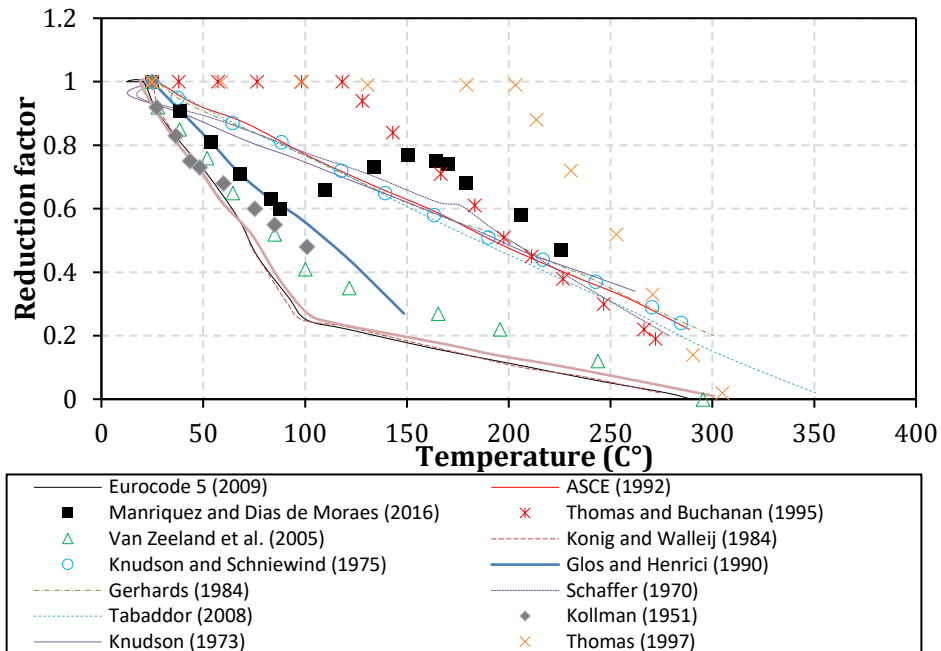 1.2
1
0.8
0.6
0.4
0.2
0
Reduction factor
0 50 100 150 200 250 300 350 400
Temperature (C°)
Eurocode 5 (2009) ASCE (1992)
Manriquez and Dias de Moraes (2016) Thomas and Buchanan (1995)
Van Zeeland et al. (2005) Konig and Walleij (1984)
Knudson and Schniewind (1975) Glos and Henrici (1990)
Gerhards (1984) Schaffer (1970)
Tabaddor (2008) Kollman (1951)
Knudson (1973) Thomas (1997)